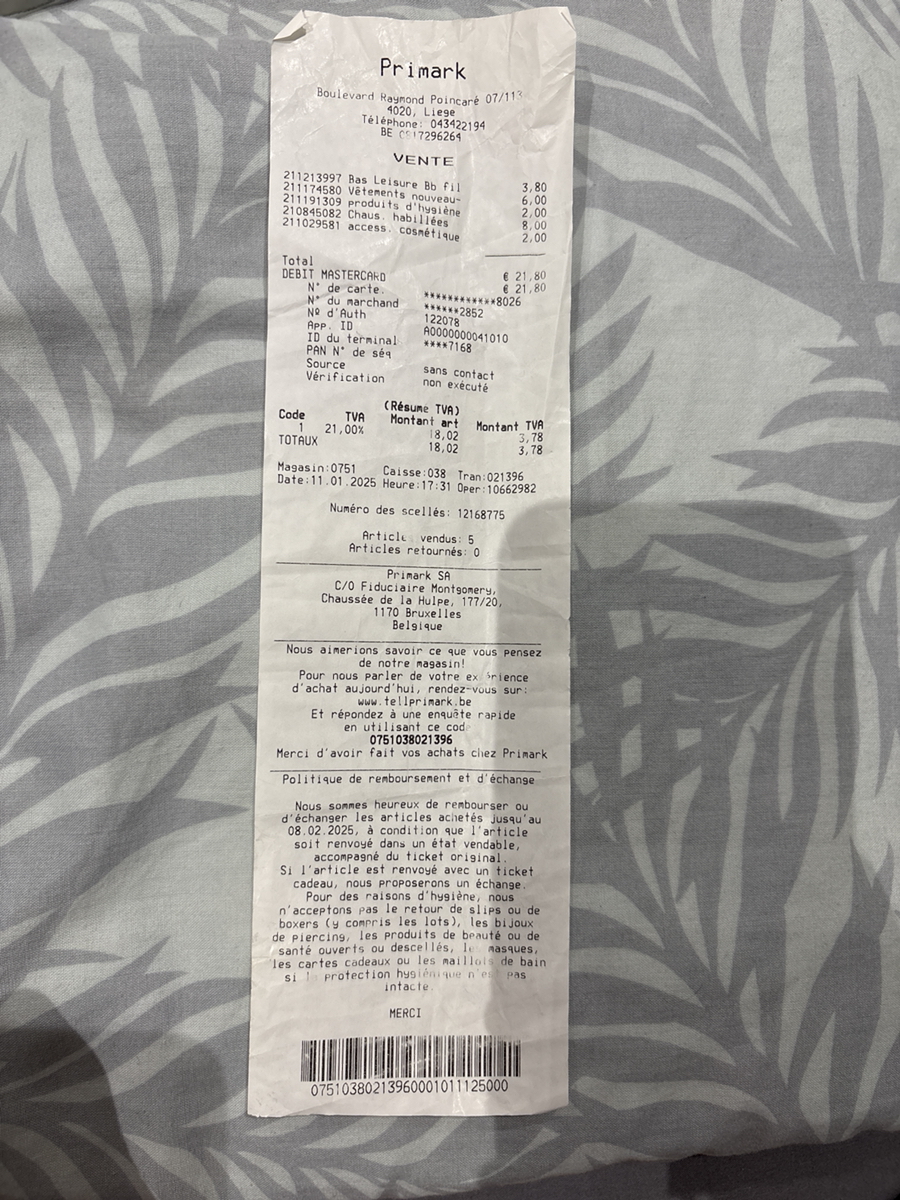 Primark
Boulevard Raymond Poincaré 07/113
4020, Liege
Téléphone: 043422194
BE
VENTE
211213997 Bas Leisure Bb fil 3,80
211174580 Vêtements nouveau- 6,00
211191309 produits d'hygiène 2,00
210845082 Chaus. habillées 8,00
211029581 access. cosmétique 2,00
Total € 21,80
DEBIT MASTERCARD € 21,80
N° de carte. ************8026
N° du marchand ******2852
Nº d'Auth 122078
App. ID A0000000041010
ID du terminal ****7168
PAN N° de séq
Source sans contact
Vérification non exécuté
(Résume TVA)
Code TVA Montant art Montant TVA
1 21,00% 18,02 3,78
TOTAUX 18,02 3,78
Magasin:0751 Caisse:038 Tran:021396
Date:11.01.2025 Heure:17:31 Oper:10662982
Numéro des scellés: 12168775
vendus: 5
Articles retournés: 0
Primark SA
C/O Fiduciaire Montgomery,
Chaussée de la Hulpe, 177/20,
1170 Bruxelles
Belgique
Nous aimerions savoir ce que vous pensez
de notre magasin!
Pour nous parler de votre
d'achat aujourd'hui, rendez-vous sur:
www.tellprimark.be
Et répondez à une enquête rapide
en utilisant ce
0751038021396
Merci d'avoir fait vos achats chez Primark
Politique de remboursement et d'échange
Nous sommes heureux de rembourser ou
d'échanger les articles achetés jusqu'au
08.02.2025, à condition que l'article
soit renvoyé dans un état vendable,
accompagné du ticket original.
Si l'article est renvoyé avec un ticket
cadeau, nous proposerons un échange.
Pour des raisons d'hygiène, nous
n'acceptons pas le retour de slips ou de
boxers (y compris les lots), les bijoux
de piercing, les produits de beauté ou de
santé ouverts ou descellés, les masques,
les cartes cadeaux ou les maillots de bain
si la protection hygiénique n'est pas
intacte.
MERCI
07510380213960001011125000